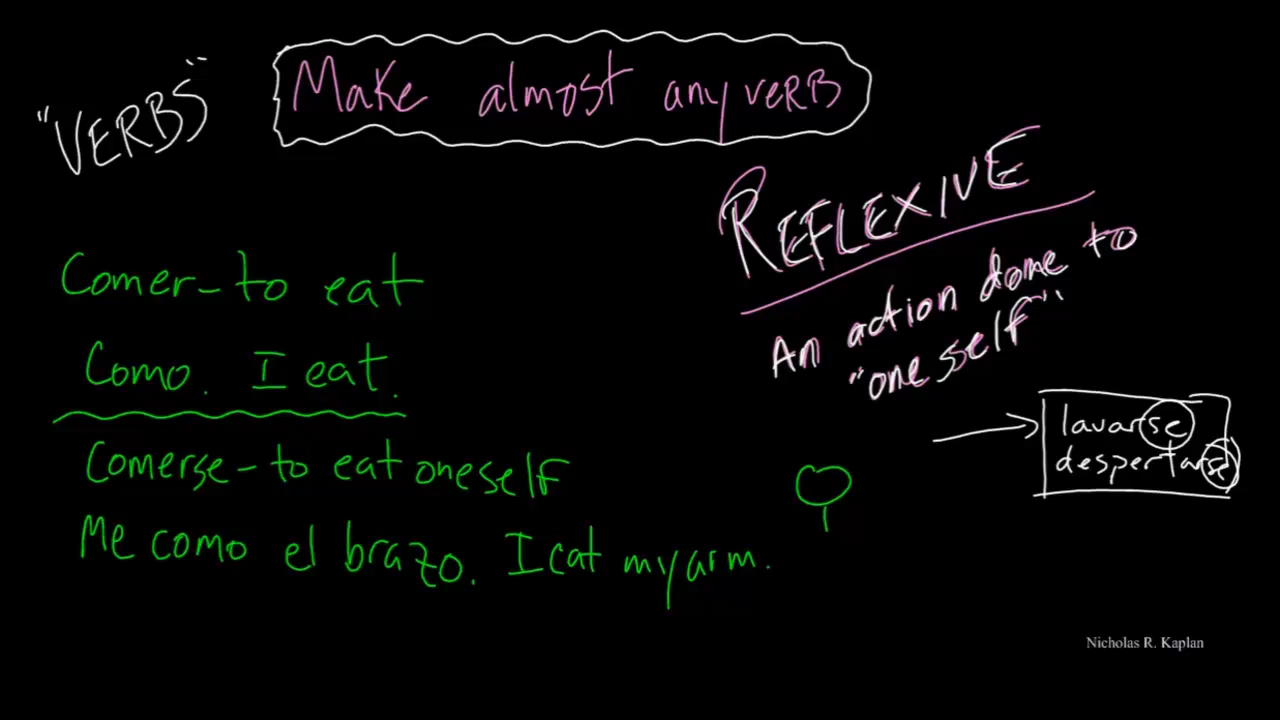 "VERBS"
Make almost any verb
REFLEXIVE
An action done to
"one self"
Comer - to eat
Como. I eat.
Comerse - to eat oneself
Me como el brazo. I eat my arm.
lavarse
despertarse
Nicholas R. Kaplan